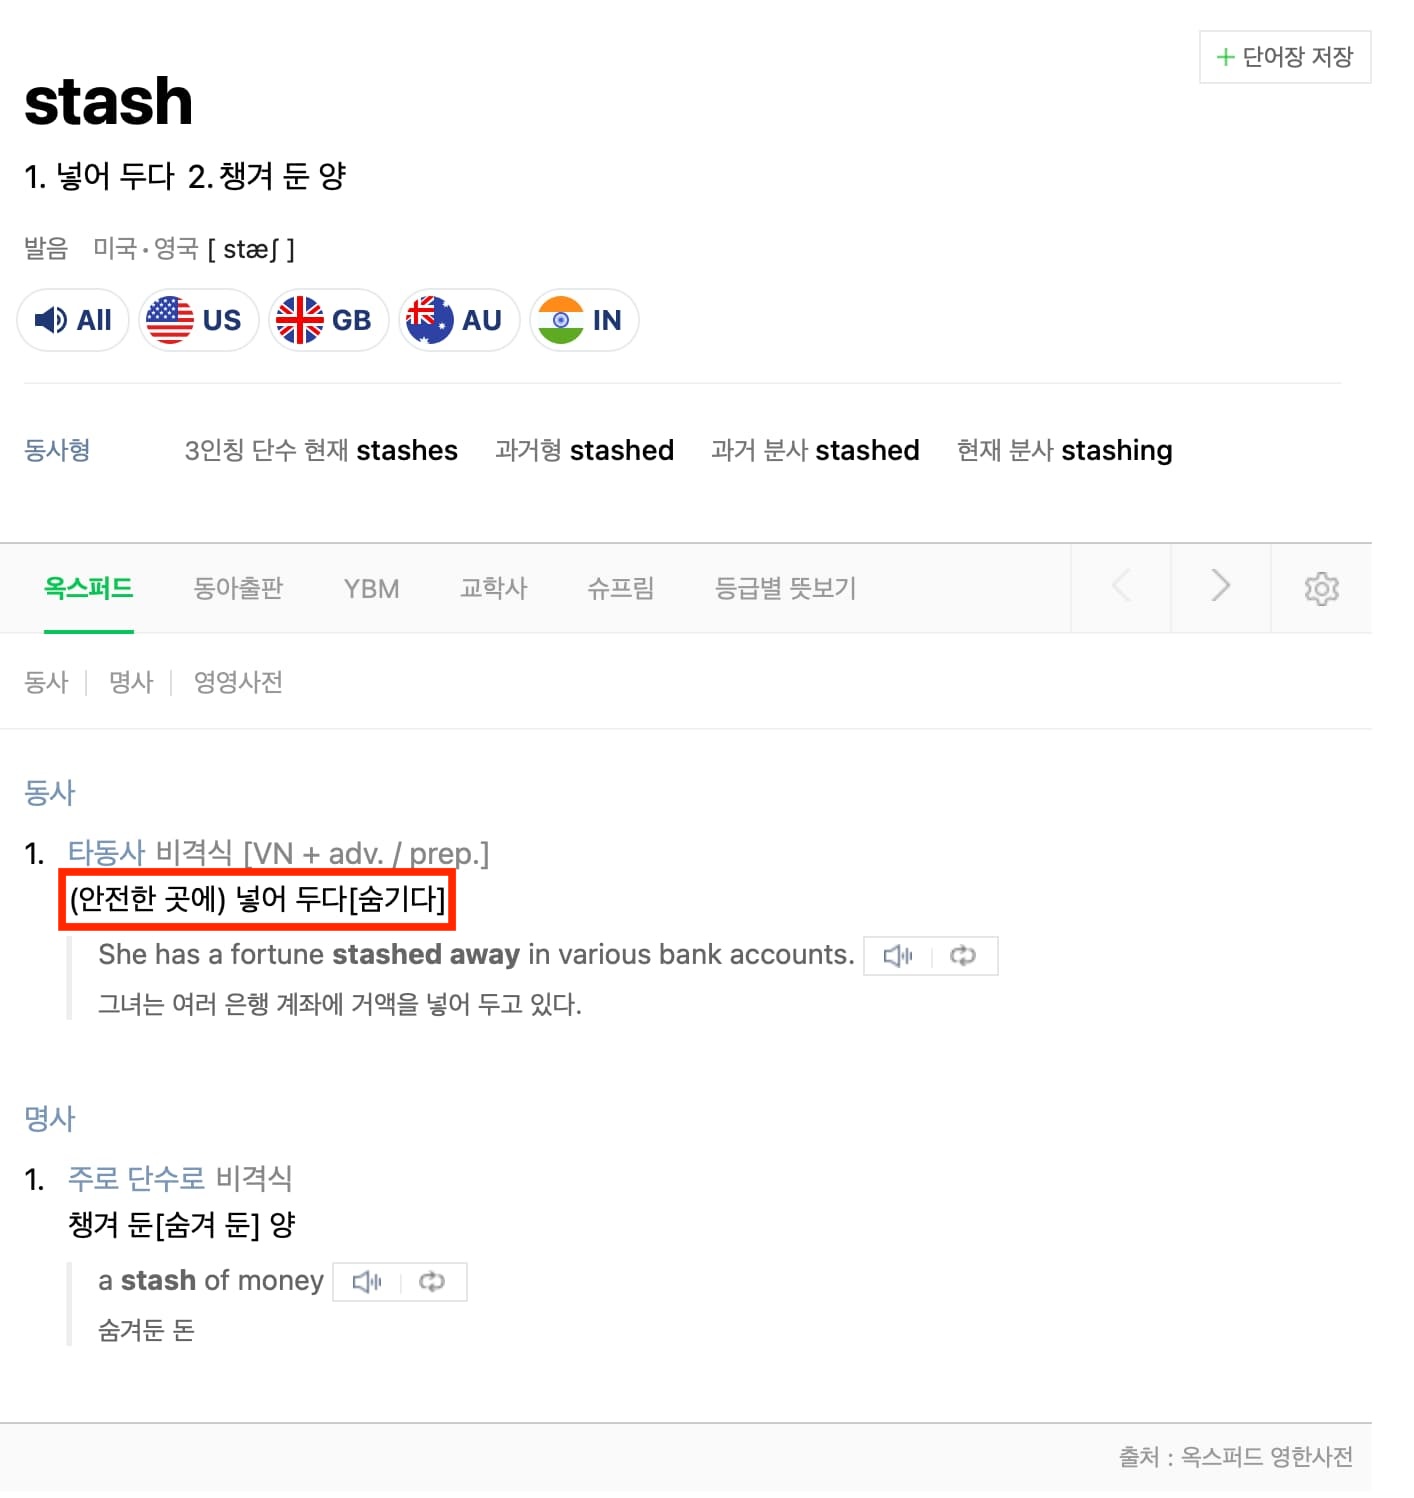 + 단어장 저장
stash
1. 넣어 두다 2. 챙겨 둔 양
발음 미국·영국 [ stæʃ ]
All US GB AU IN
동사형 3인칭 단수 현재 stashes 과거형 stashed 과거 분사 stashed 현재 분사 stashing
옥스퍼드 동아출판 YBM 교학사 슈프림 등급별 뜻보기
동사 | 명사 | 영영사전
동사
1. 타동사 비격식 [VN + adv. / prep.]
(안전한 곳에) 넣어 두다[숨기다]
She has a fortune stashed away in various bank accounts.
그녀는 여러 은행 계좌에 거액을 넣어 두고 있다.
명사
1. 주로 단수로 비격식
챙겨 둔[숨겨 둔] 양
a stash of money
숨겨둔 돈
출처 : 옥스퍼드 영한사전